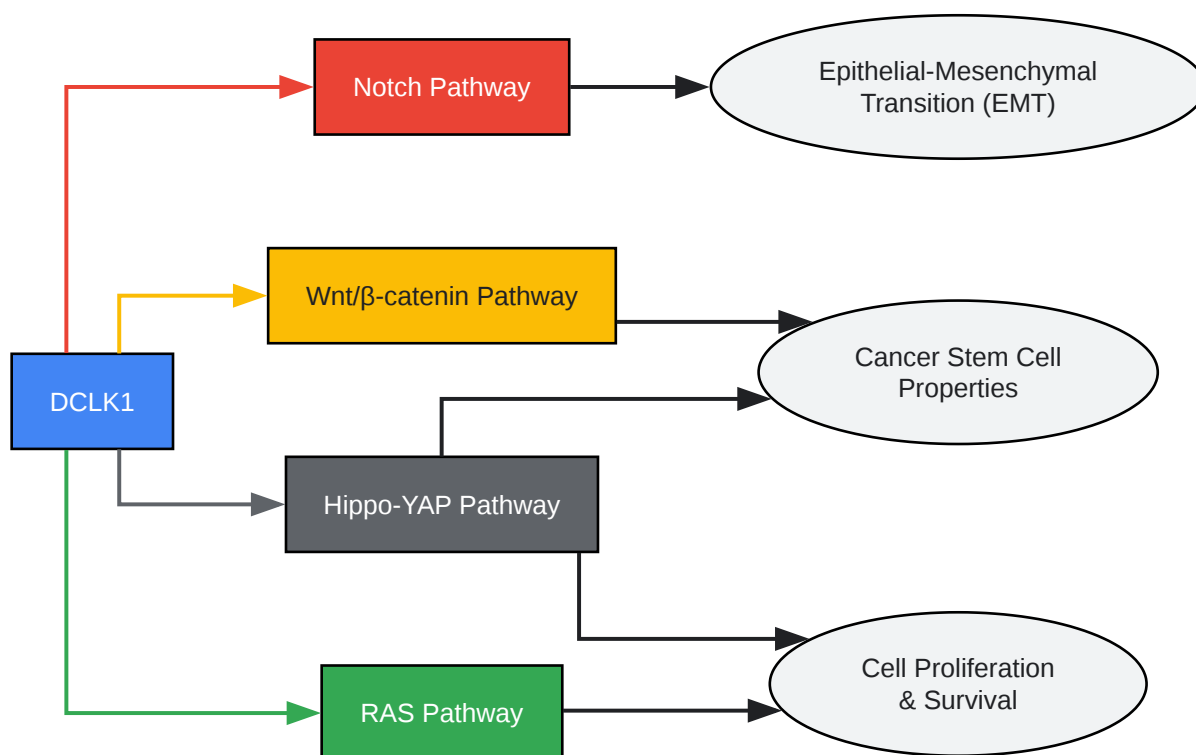 Notch Pathway
Epithelial-Mesenchymal
Transition (EMT)
Wnt/β-catenin Pathway
Cancer Stem Cell
Properties
DCLK1
Hippo-YAP Pathway
Cell Proliferation
& Survival
RAS Pathway